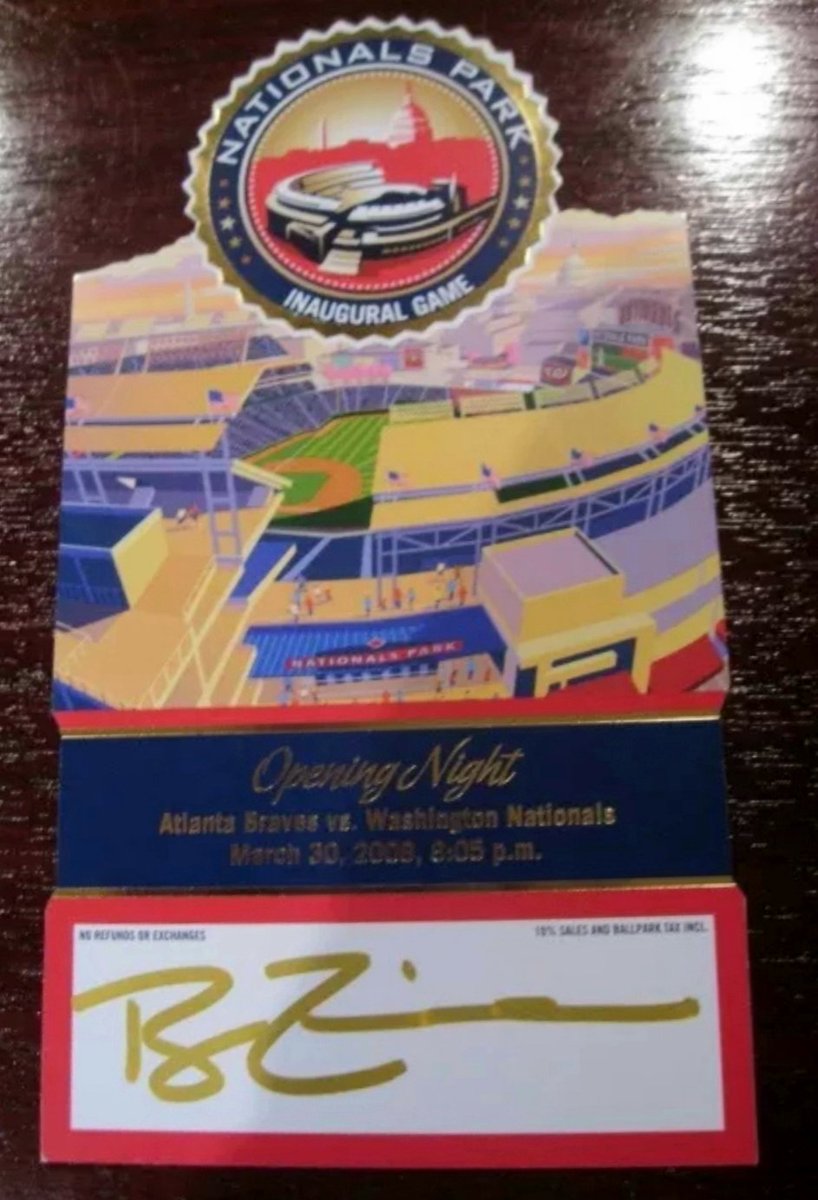 NATIONALS PARK
INAUGURAL GAME
NATIONALS PARK
Opening Night
Atlanta Braves vs. Washington Nationals
March 30, 2008, 8:05 p.m.
NO REFUNDS OR EXCHANGES
10% SALES AND BALLPARK TAX INCL.